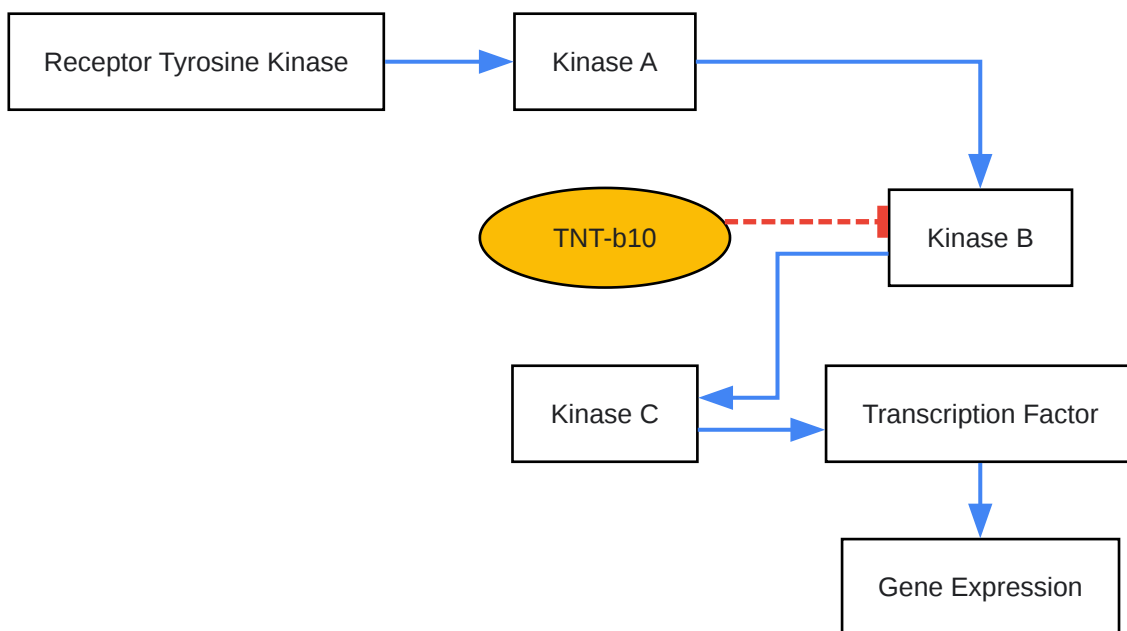 Receptor Tyrosine Kinase
Kinase A
TNT-b10
Kinase B
Kinase C
Transcription Factor
Gene Expression